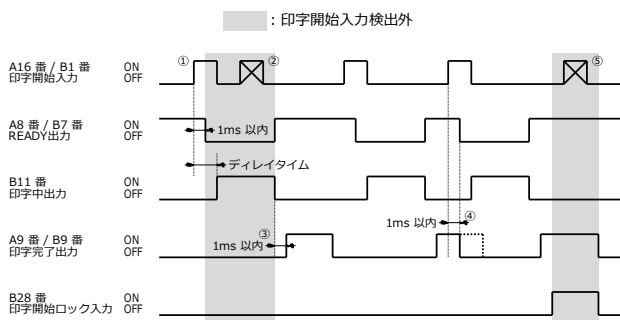 : 印字開始入力検出外
A16 番 / B1 番
印字開始入力
ON
OFF
①
②
⑤
A8 番 / B7 番
READY出力
ON
OFF
1ms 以内
ディレイタイム
B11 番
印字中出力
ON
OFF
1ms 以内
③
1ms 以内
④
A9 番 / B9 番
印字完了出力
ON
OFF
B28 番
印字開始ロック入力
ON
OFF